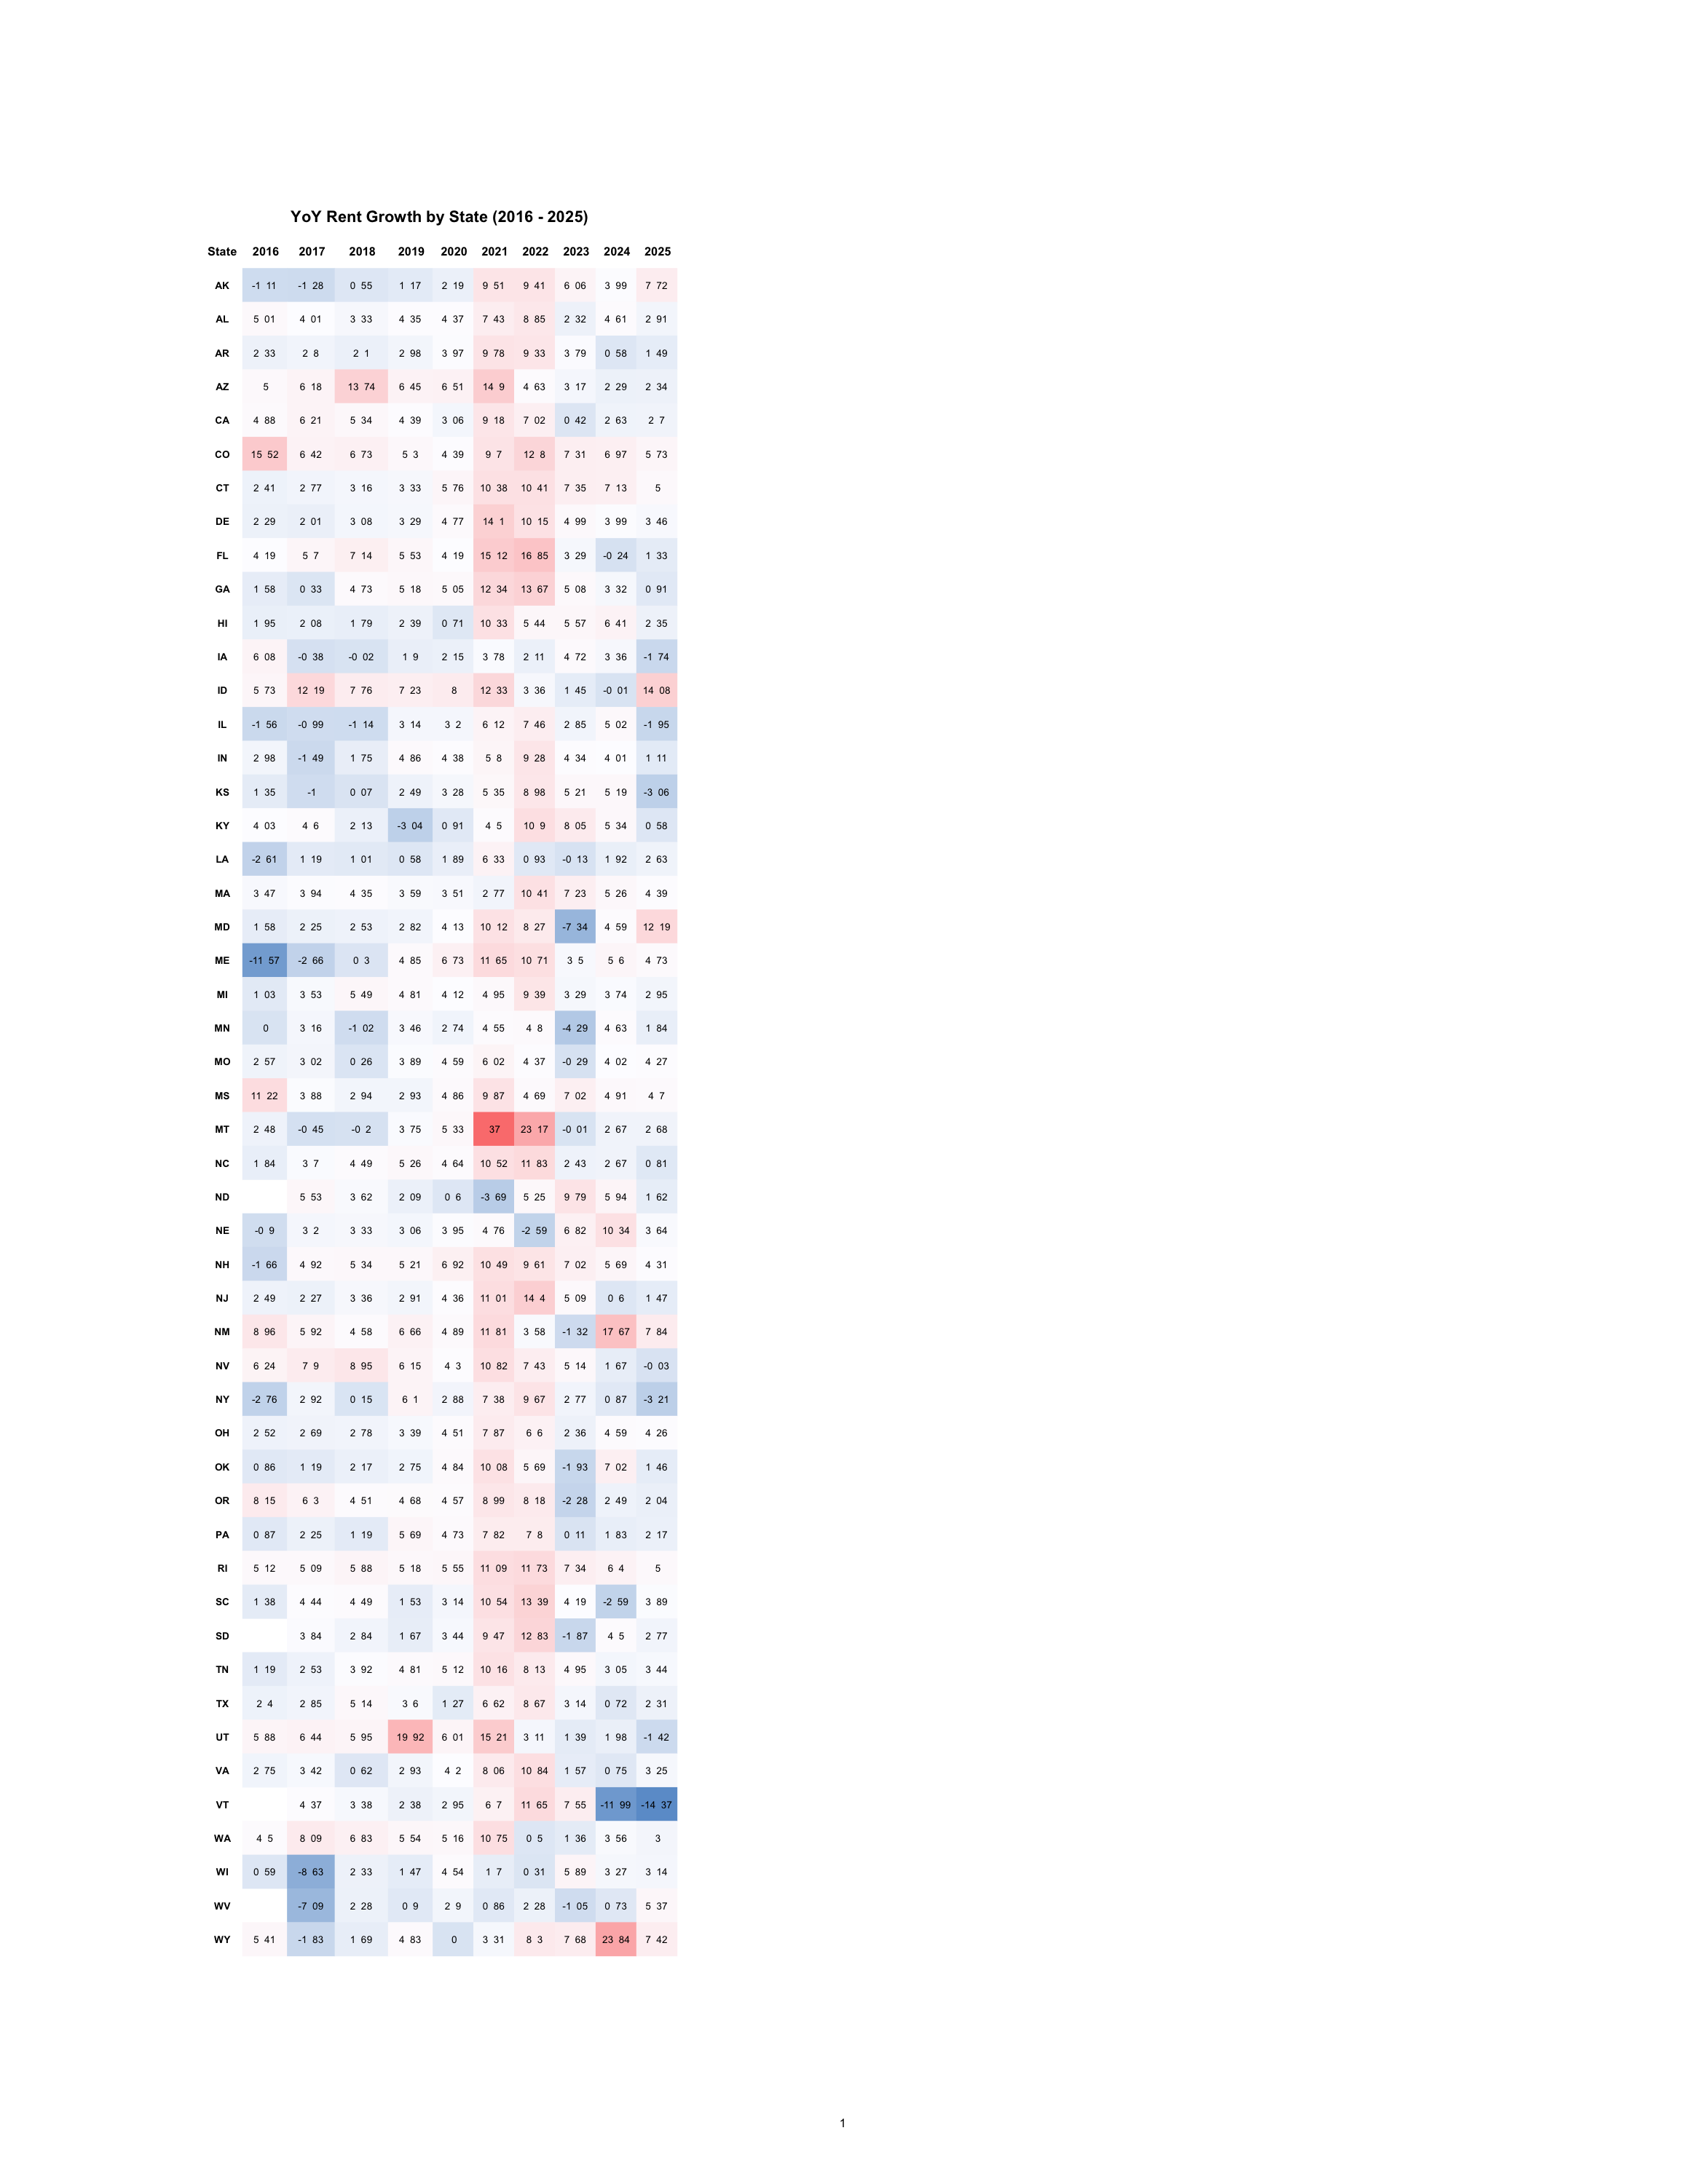 YoY Rent Growth by State (2016 - 2025)
State 2016 2017 2018 2019 2020 2021 2022 2023 2024 2025
AK -1 11 -1 28 0 55 1 17 2 19 9 51 9 41 6 06 3 99 7 72
AL 5 01 4 01 3 33 4 35 4 37 7 43 8 85 2 32 4 61 2 91
AR 2 33 2 8 2 1 2 98 3 97 9 78 9 33 3 79 0 58 1 49
AZ 5 6 18 13 74 6 45 6 51 14 9 4 63 3 17 2 29 2 34
CA 4 88 6 21 5 34 4 39 3 06 9 18 7 02 0 42 2 63 2 7
CO 15 52 6 42 6 73 5 3 4 39 9 7 12 8 7 31 6 97 5 73
CT 2 41 2 77 3 16 3 33 5 76 10 38 10 41 7 35 7 13 5
DE 2 29 2 01 3 08 3 29 4 77 14 1 10 15 4 99 3 99 3 46
FL 4 19 5 7 7 14 5 53 4 19 15 12 16 85 3 29 -0 24 1 33
GA 1 58 0 33 4 73 5 18 5 05 12 34 13 67 5 08 3 32 0 91
HI 1 95 2 08 1 79 2 39 0 71 10 33 5 44 5 57 6 41 2 35
IA 6 08 -0 38 -0 02 1 9 2 15 3 78 2 11 4 72 3 36 -1 74
ID 5 73 12 19 7 76 7 23 8 12 33 3 36 1 45 -0 01 14 08
IL -1 56 -0 99 -1 14 3 14 3 2 6 12 7 46 2 85 5 02 -1 95
IN 2 98 -1 49 1 75 4 86 4 38 5 8 9 28 4 34 4 01 1 11
KS 1 35 -1 0 07 2 49 3 28 5 35 8 98 5 21 5 19 -3 06
KY 4 03 4 6 2 13 -3 04 0 91 4 5 10 9 8 05 5 34 0 58
LA -2 61 1 19 1 01 0 58 1 89 6 33 0 93 -0 13 1 92 2 63
MA 3 47 3 94 4 35 3 59 3 51 2 77 10 41 7 23 5 26 4 39
MD 1 58 2 25 2 53 2 82 4 13 10 12 8 27 -7 34 4 59 12 19
ME -11 57 -2 66 0 3 4 85 6 73 11 65 10 71 3 5 5 6 4 73
MI 1 03 3 53 5 49 4 81 4 12 4 95 9 39 3 29 3 74 2 95
MN 0 3 16 -1 02 3 46 2 74 4 55 4 8 -4 29 4 63 1 84
MO 2 57 3 02 0 26 3 89 4 59 6 02 4 37 -0 29 4 02 4 27
MS 11 22 3 88 2 94 2 93 4 86 9 87 4 69 7 02 4 91 4 7
MT 2 48 -0 45 -0 2 3 75 5 33 37 23 17 -0 01 2 67 2 68
NC 1 84 3 7 4 49 5 26 4 64 10 52 11 83 2 43 2 67 0 81
ND 5 53 3 62 2 09 0 6 -3 69 5 25 9 79 5 94 1 62
NE -0 9 3 2 3 33 3 06 3 95 4 76 -2 59 6 82 10 34 3 64
NH -1 66 4 92 5 34 5 21 6 92 10 49 9 61 7 02 5 69 4 31
NJ 2 49 2 27 3 36 2 91 4 36 11 01 14 4 5 09 0 6 1 47
NM 8 96 5 92 4 58 6 66 4 89 11 81 3 58 -1 32 17 67 7 84
NV 6 24 7 9 8 95 6 15 4 3 10 82 7 43 5 14 1 67 -0 03
NY -2 76 2 92 0 15 6 1 2 88 7 38 9 67 2 77 0 87 -3 21
OH 2 52 2 69 2 78 3 39 4 51 7 87 6 6 2 36 4 59 4 26
OK 0 86 1 19 2 17 2 75 4 84 10 08 5 69 -1 93 7 02 1 46
OR 8 15 6 3 4 51 4 68 4 57 8 99 8 18 -2 28 2 49 2 04
PA 0 87 2 25 1 19 5 69 4 73 7 82 7 8 0 11 1 83 2 17
RI 5 12 5 09 5 88 5 18 5 55 11 09 11 73 7 34 6 4 5
SC 1 38 4 44 4 49 1 53 3 14 10 54 13 39 4 19 -2 59 3 89
SD 3 84 2 84 1 67 3 44 9 47 12 83 -1 87 4 5 2 77
TN 1 19 2 53 3 92 4 81 5 12 10 16 8 13 4 95 3 05 3 44
TX 2 4 2 85 5 14 3 6 1 27 6 62 8 67 3 14 0 72 2 31
UT 5 88 6 44 5 95 19 92 6 01 15 21 3 11 1 39 1 98 -1 42
VA 2 75 3 42 0 62 2 93 4 2 8 06 10 84 1 57 0 75 3 25
VT 4 37 3 38 2 38 2 95 6 7 11 65 7 55 -11 99 -14 37
WA 4 5 8 09 6 83 5 54 5 16 10 75 0 5 1 36 3 56 3
WI 0 59 -8 63 2 33 1 47 4 54 1 7 0 31 5 89 3 27 3 14
WV -7 09 2 28 0 9 2 9 0 86 2 28 -1 05 0 73 5 37
WY 5 41 -1 83 1 69 4 83 0 3 31 8 3 7 68 23 84 7 42
1